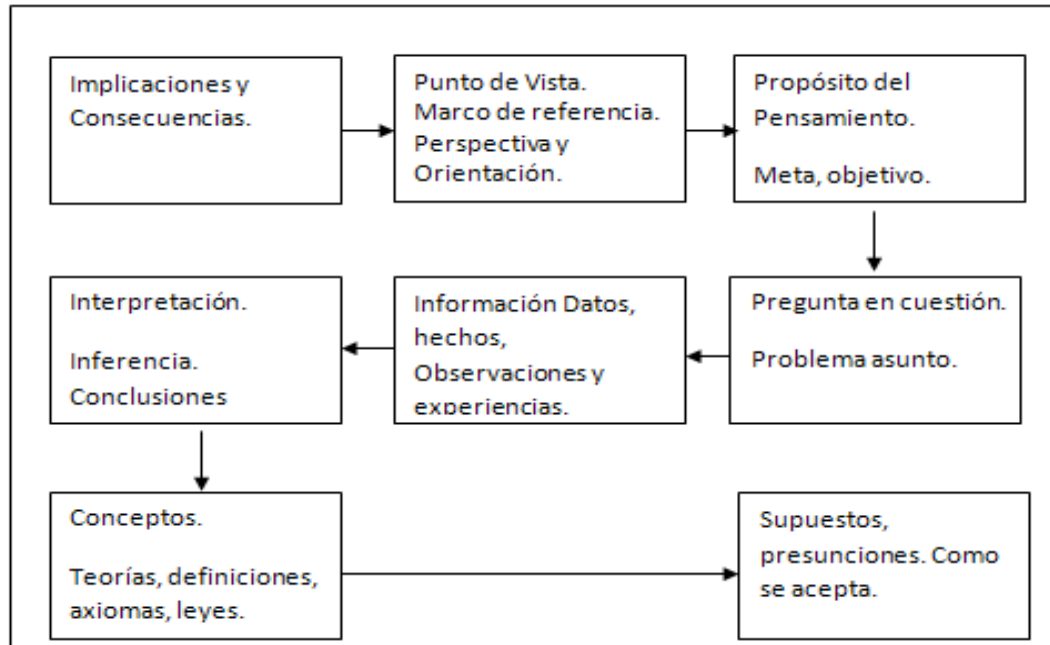 Implicaciones y
Consecuencias.
Punto de Vista.
Marco de referencia.
Perspectiva y
Orientación.
Propósito del
Pensamiento.
Meta, objetivo.
Pregunta en cuestión.
Problema asunto.
Información Datos,
hechos,
Observaciones y
experiencias.
Interpretación.
Inferencia.
Conclusiones
Conceptos.
Teorías, definiciones,
axiomas, leyes.
Supuestos,
presunciones. Como
se acepta.